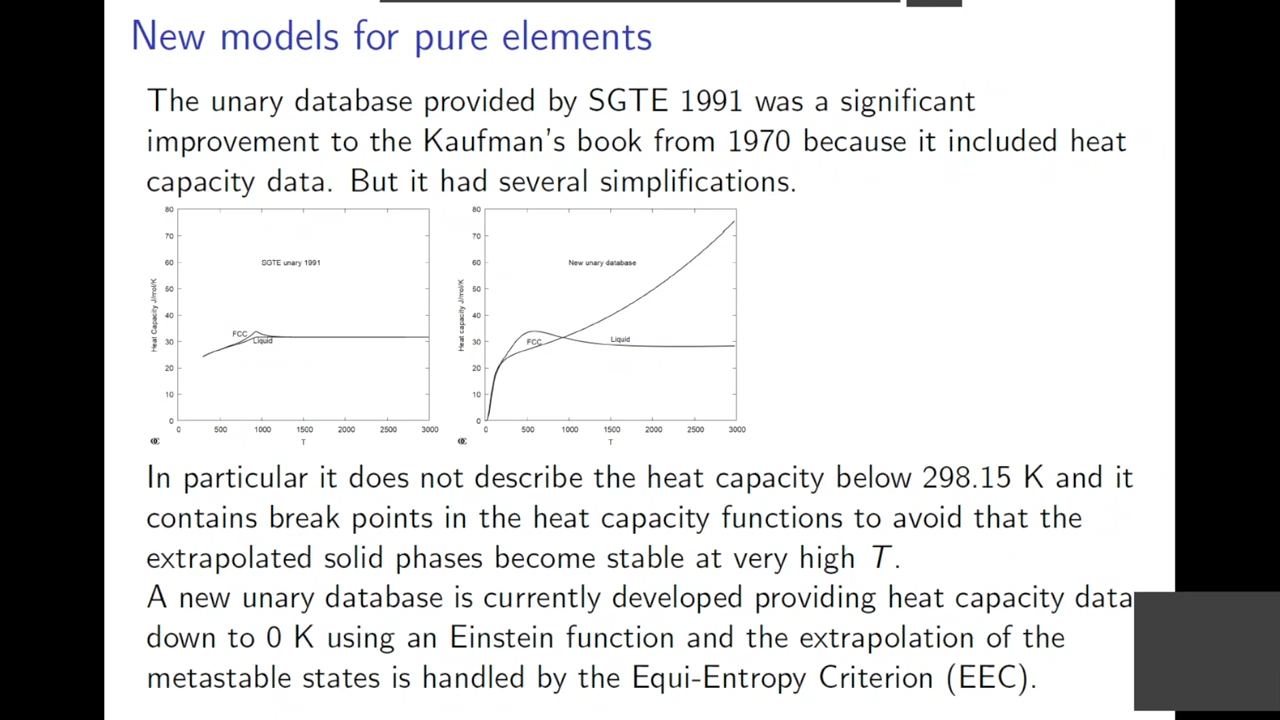 New models for pure elements
The unary database provided by SGTE 1991 was a significant
improvement to the Kaufman's book from 1970 because it included heat
capacity data. But it had several simplifications.
80
70
60
50
40
30
20
10
0
Heat Capacity J/mol/K
SGTE unary 1991
FCC
Liquid
0 500 1000 1500 2000 2500 3000
T
80
70
60
50
40
30
20
10
0
Heat capacity J/mol/K
New unary database
FCC
Liquid
0 500 1000 1500 2000 2500 3000
T
In particular it does not describe the heat capacity below 298.15 K and it
contains break points in the heat capacity functions to avoid that the
extrapolated solid phases become stable at very high T.
A new unary database is currently developed providing heat capacity data
down to 0 K using an Einstein function and the extrapolation of the
metastable states is handled by the Equi-Entropy Criterion (EEC).